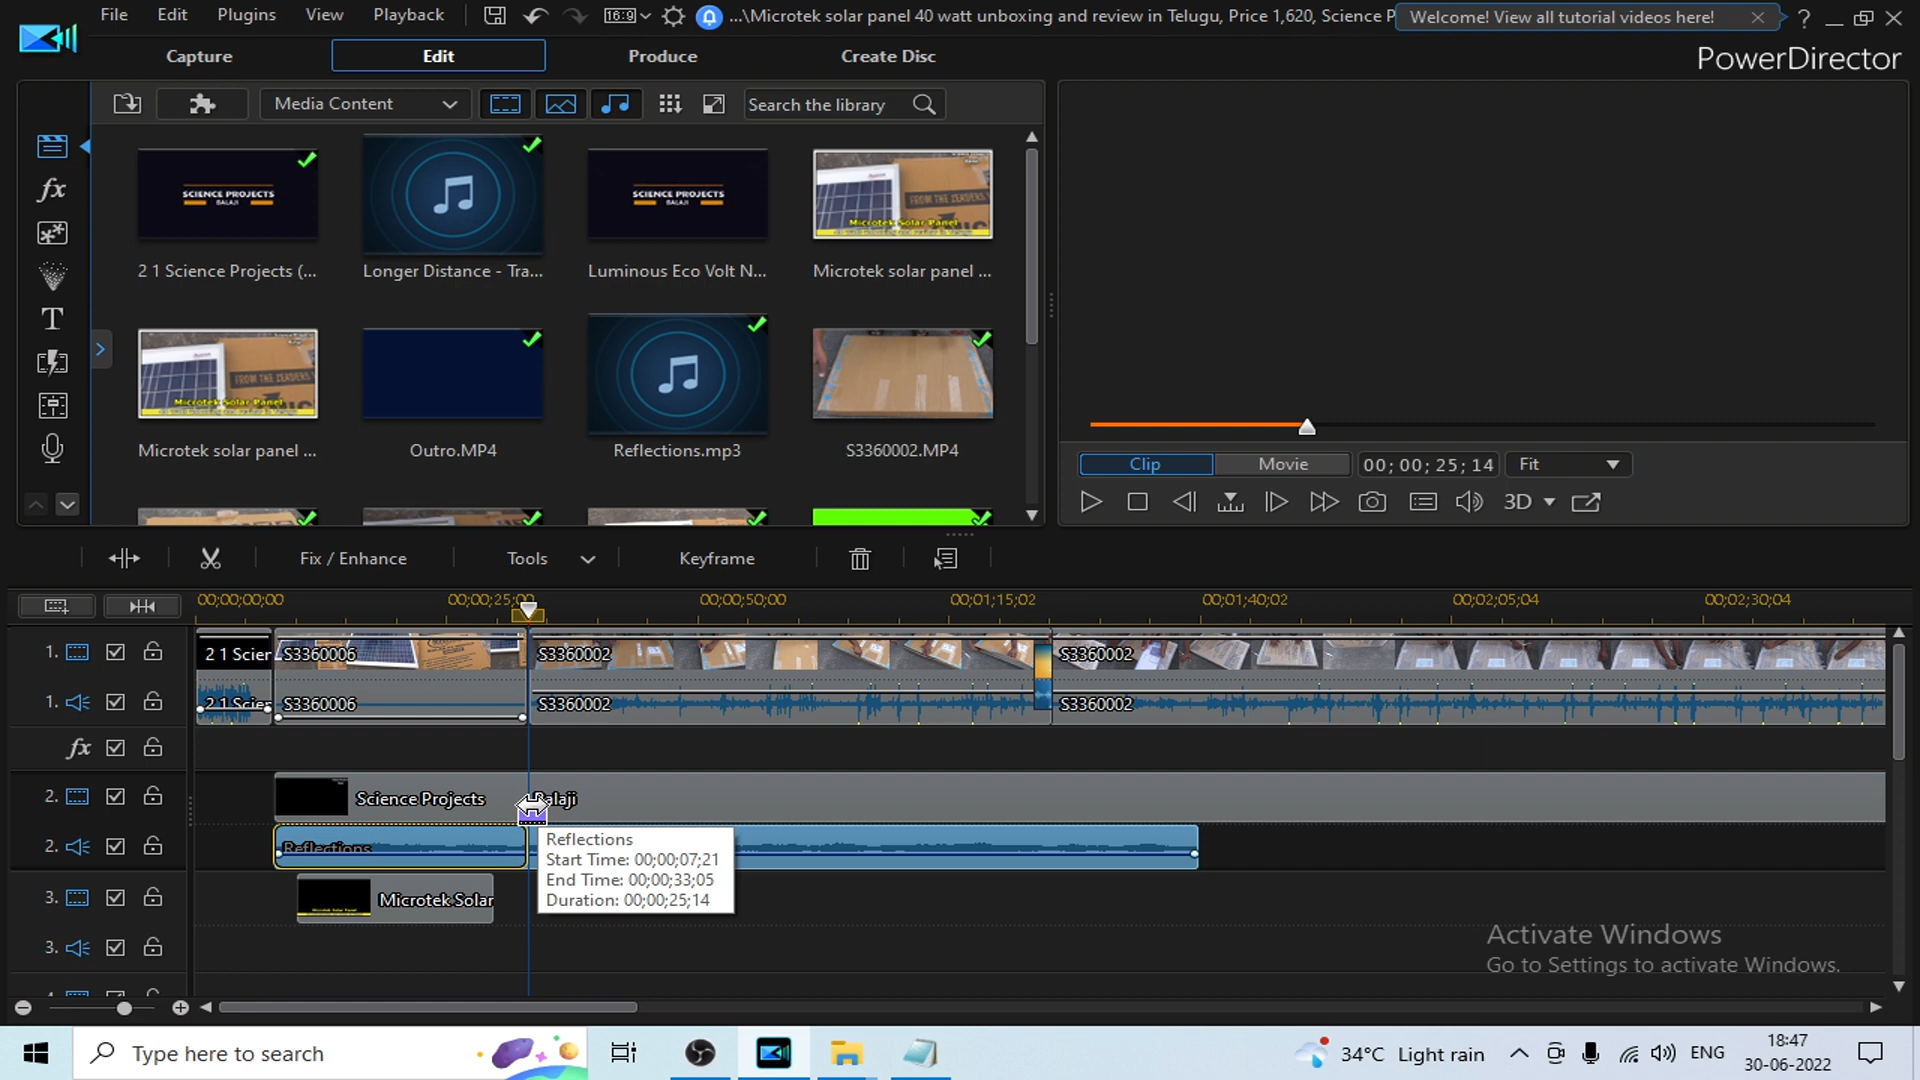 File Edit Plugins View Playback 16:9 ...\Microtek solar panel 40 watt unboxing and review in Telugu, Price 1,620, Science P Welcome! View all tutorial videos here! ?
Capture Edit Produce Create Disc PowerDirector
Media Content Search the library
SCIENCE PROJECTS
BALAJI
SCIENCE PROJECTS
BALAJI
Microtek Solar Panel
2 1 Science Projects (... Longer Distance - Tra... Luminous Eco Volt N... Microtek solar panel ...
FROM THE LEADERS
Microtek Solar Panel
Microtek solar panel ... Outro.MP4 Reflections.mp3 S3360002.MP4
Clip Movie 00; 00; 25; 14 Fit
3D
Fix / Enhance Tools Keyframe
00;00;00;00 00;00;25;00 00;00;50;00 00;01;15;02 00;01;40;02 00;02;05;04 00;02;30;04
1. 2 1 Scier S3360006 S3360002 S3360002
1. 2 1 Scier S3360006 S3360002 S3360002
fx
2. Science Projects Balaji
2. Reflections
Reflections
Start Time: 00;00;07;21
End Time: 00;00;33;05
Duration: 00;00;25;14
3. Microtek Solar
3.
Activate Windows
Go to Settings to activate Windows.
Type here to search 34°C Light rain ENG 18:47
30-06-2022